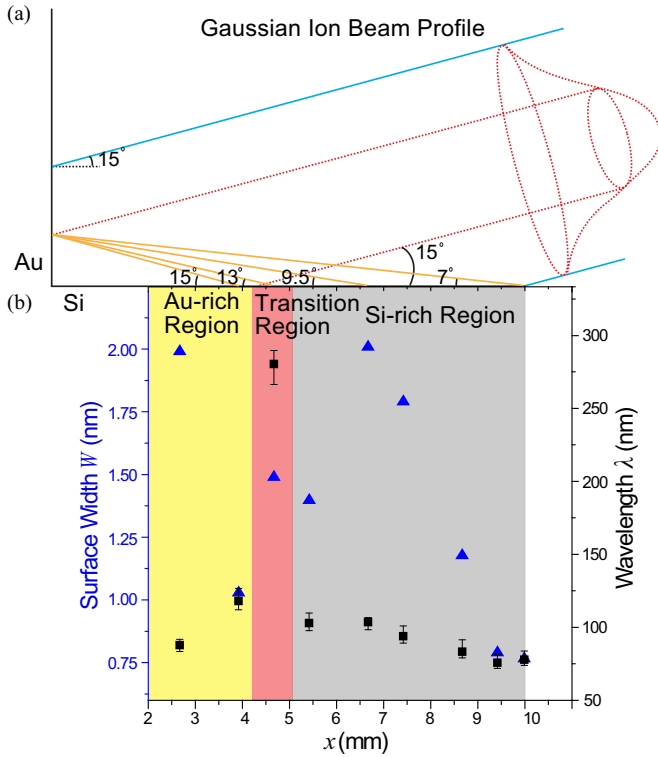 (a)
Gaussian Ion Beam Profile
15°
15°
Au
15° 13° 9.5° 7°
(b)
Si
Au-rich Region
Transition Region
Si-rich Region
2.00
1.75
1.50
1.25
1.00
0.75
Surface Width W (nm)
300
250
200
150
100
50
Wavelength λ (nm)
2 3 4 5 6 7 8 9 10
x (mm)